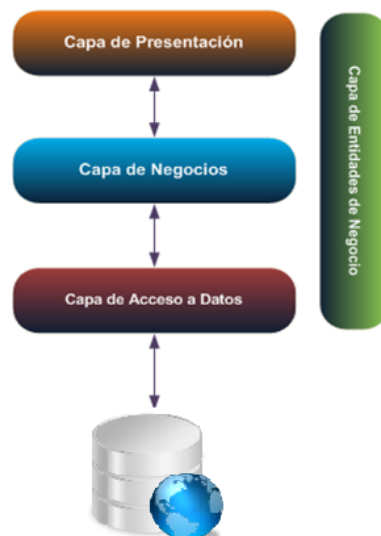 Capa de Presentación
Capa de Negocios
Capa de Acceso a Datos
Capa de Entidades de Negocio